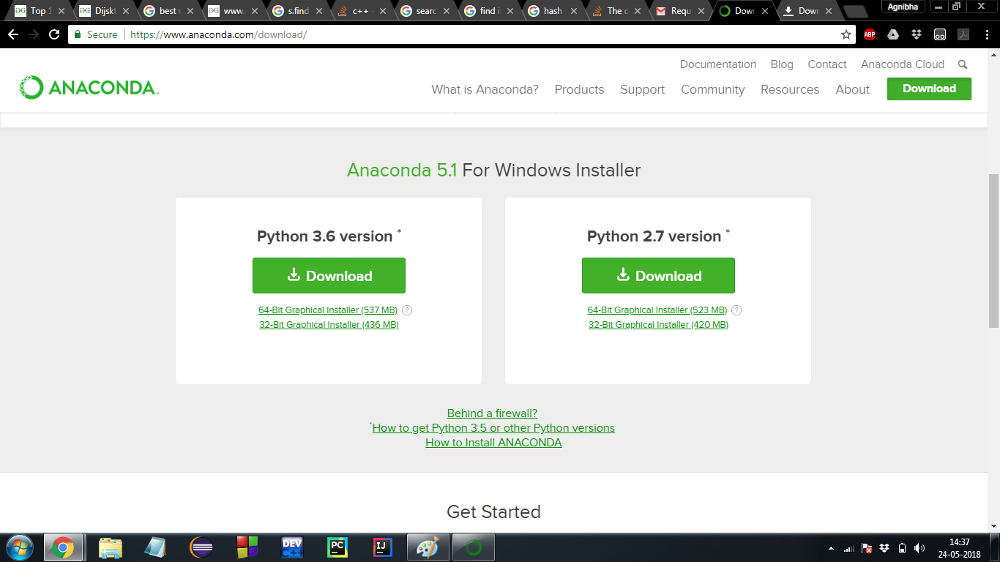 Top 1
Dijskt
best v
www.
s.find
c++ -
searc
find i
hash
The d
Requ
Down
Down
Agnibha
Secure
https://www.anaconda.com/download/
ABP
Documentation Blog Contact Anaconda Cloud
ANACONDA
What is Anaconda? Products Support Community Resources About Download
Anaconda 5.1 For Windows Installer
Python 3.6 version *
Download
64-Bit Graphical Installer (537 MB) ?
32-Bit Graphical Installer (436 MB)
Python 2.7 version *
Download
64-Bit Graphical Installer (523 MB) ?
32-Bit Graphical Installer (420 MB)
Behind a firewall?
*How to get Python 3.5 or other Python versions
How to Install ANACONDA
Get Started
DEV
C++
PC
IJ
14:37
24-05-2018